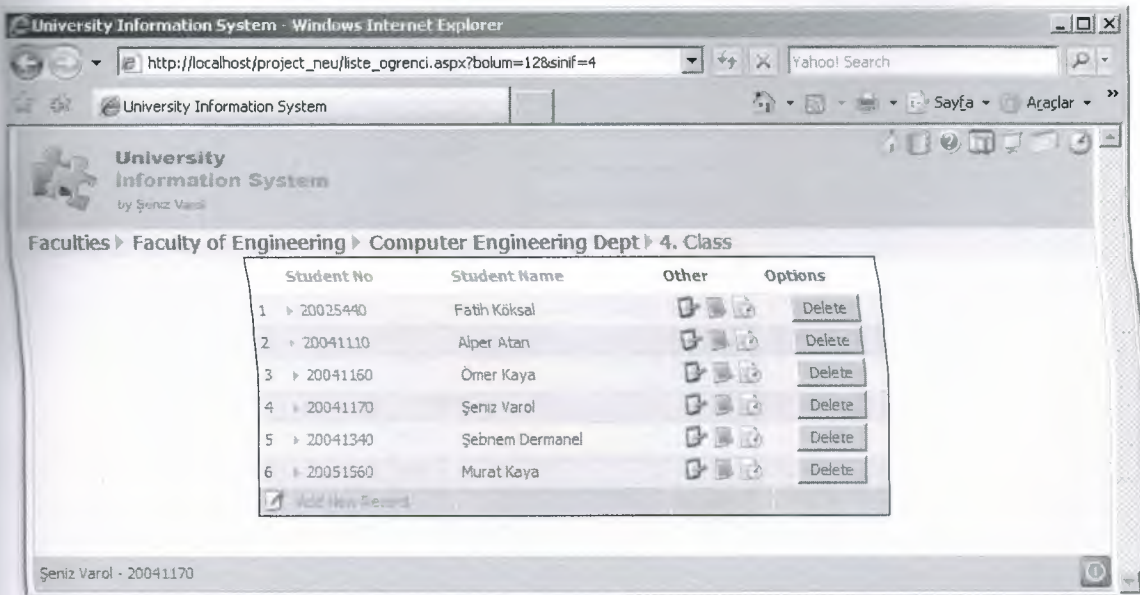 University Information System - Windows Internet Explorer
http://localhost/project_neu/liste_ogrenci.aspx?bolum=12&sinif=4
Yahoo! Search
University Information System
Sayfa
Araçlar
University
Information System
by Şeniz Varol
Faculties Faculty of Engineering Computer Engineering Dept 4. Class
Student No Student Name Other Options
1 20025440 Fatih Köksal Delete
2 20041110 Alper Atan Delete
3 20041160 Ömer Kaya Delete
4 20041170 Şeniz Varol Delete
5 20041340 Şebnem Dermanel Delete
6 20051560 Murat Kaya Delete
Add New Record
Şeniz Varol - 20041170